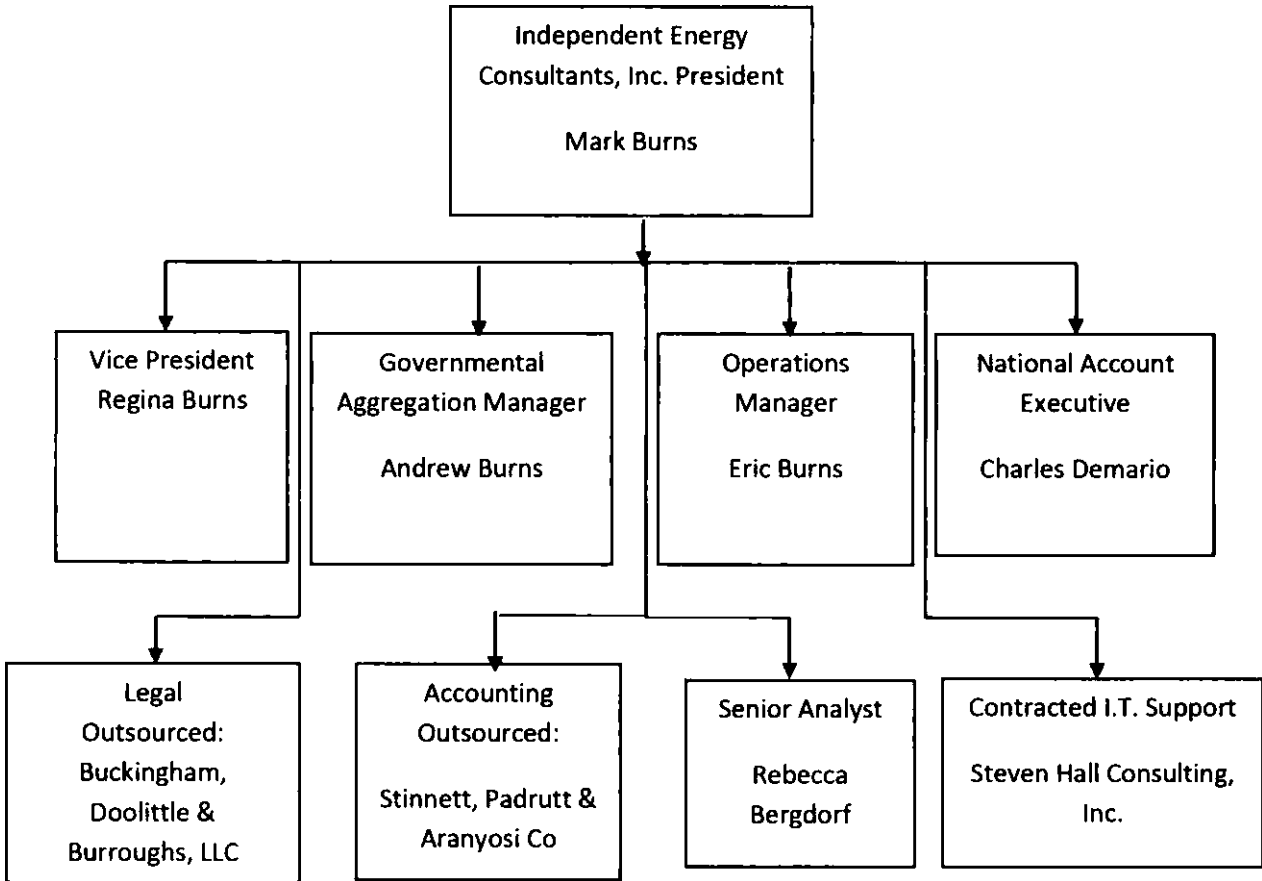 Independent Energy
Consultants, Inc. President
Mark Burns
Vice President
Regina Burns
Governmental
Aggregation Manager
Andrew Burns
Operations
Manager
Eric Burns
National Account
Executive
Charles Demario
Legal
Outsourced:
Buckingham,
Doolittle &
Burroughs, LLC
Accounting
Outsourced:
Stinnett, Padrutt &
Aranyosi Co
Senior Analyst
Rebecca
Bergdorf
Contracted I.T. Support
Steven Hall Consulting,
Inc.